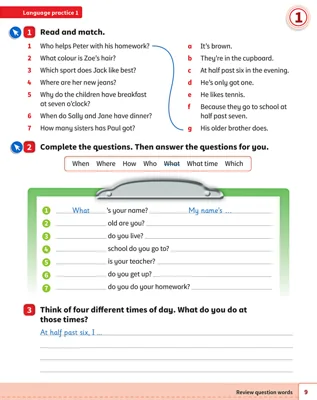 Language practice 1
1
1 Read and match.
1 Who helps Peter with his homework?
2 What colour is Zoe's hair?
3 Which sport does Jack like best?
4 Where are her new jeans?
5 Why do the children have breakfast
at seven o'clock?
6 When do Sally and Jane have dinner?
7 How many sisters has Paul got?
a It's brown.
b They're in the cupboard.
c At half past six in the evening.
d He's only got one.
e He likes tennis.
f Because they go to school at
half past seven.
g His older brother does.
2 Complete the questions. Then answer the questions for you.
When Where How Who What What time Which
1 What 's your name? My name's ...
2 old are you?
3 do you live?
4 school do you go to?
5 is your teacher?
6 do you get up?
7 do you do your homework?
3 Think of four different times of day. What do you do at
those times?
At half past six, I ...
Review question words 9